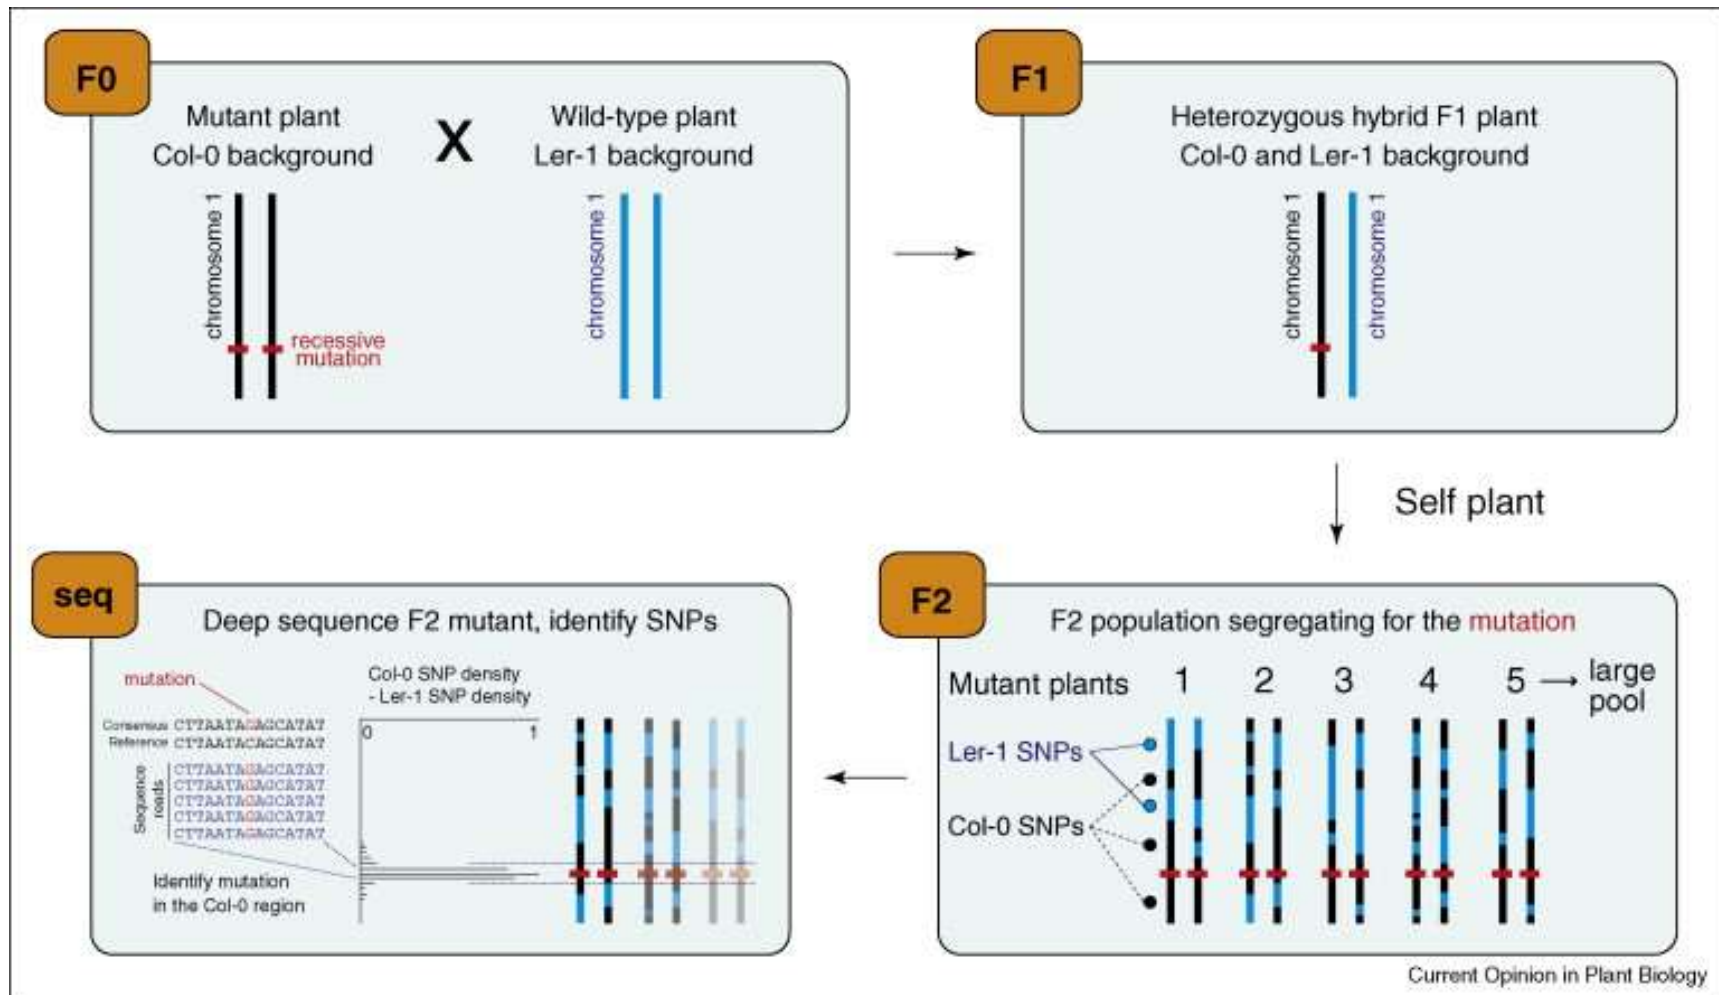 F0
Mutant plant
Col-0 background
X
Wild-type plant
Ler-1 background
chromosome 1
recessive
mutation
chromosome 1
F1
Heterozygous hybrid F1 plant
Col-0 and Ler-1 background
chromosome 1
chromosome 1
Self plant
seq
Deep sequence F2 mutant, identify SNPs
mutation
Col-0 SNP density
- Ler-1 SNP density
0
1
Consensus CTTAATAGAGCATAT
Reference CTTAATACAGCATAT
Sequence
reads
CTTAATAGAGCATAT
CTTAATAGAGCATAT
CTTAATAGAGCATAT
CTTAATAGAGCATAT
CTTAATAGAGCATAT
Identify mutation
in the Col-0 region
F2
F2 population segregating for the mutation
Mutant plants 1 2 3 4 5 → large
pool
Ler-1 SNPs
Col-0 SNPs
Current Opinion in Plant Biology